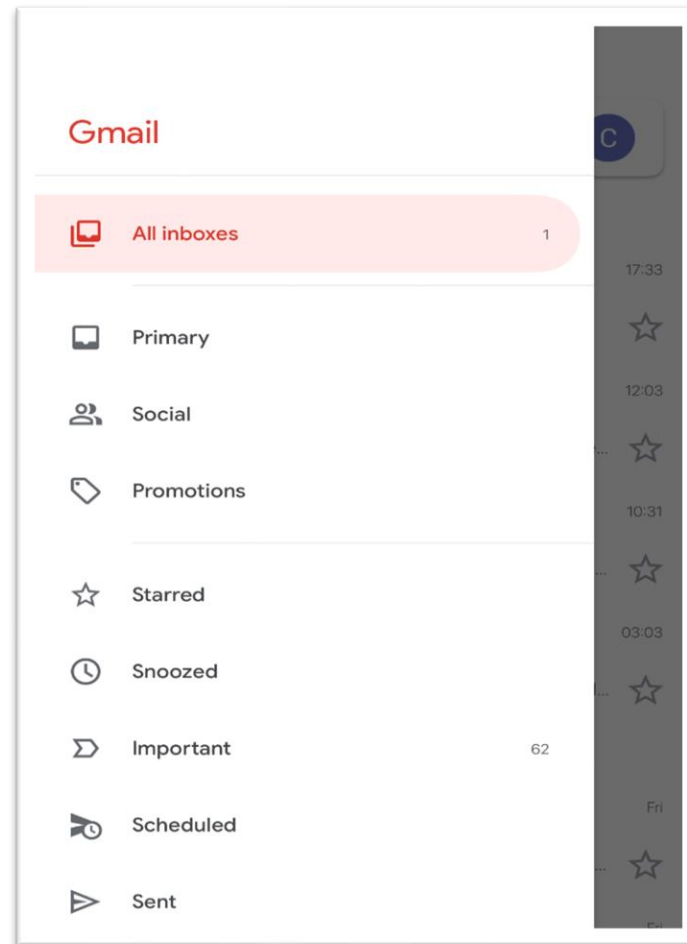 Gmail
C
All inboxes 1
17:33
Primary
12:03
Social
...
Promotions
10:31
...
Starred
03:03
Snoozed
...
Important 62
Fri
Scheduled
...
Sent
Fri